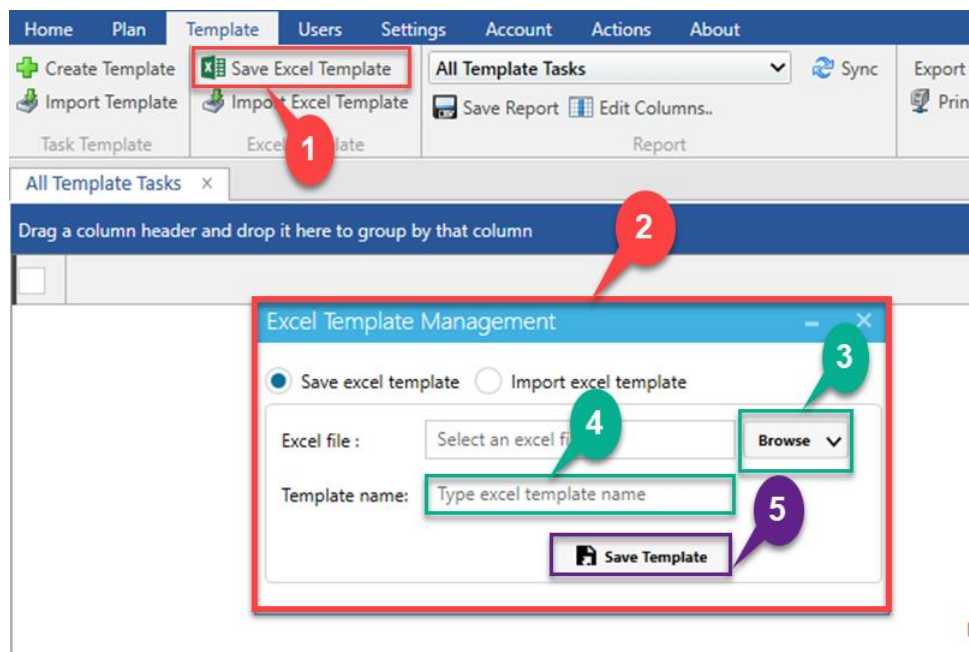 Home Plan Template Users Settings Account Actions About
Create Template Save Excel Template All Template Tasks Sync Export
Import Template Import Excel Template Save Report Edit Columns..
Task Template Report
1
All Template Tasks ×
Drag a column header and drop it here to group by that column
2
Excel Template Management
3
Save excel template Import excel template
4
Excel file : Select an excel Browse
Template name: Type excel template name
5
Save Template